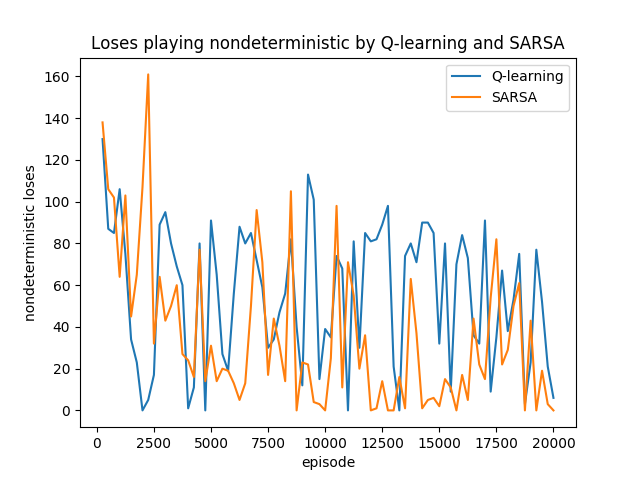 Loses playing nondeterministic by Q-learning and SARSA
Q-learning
SARSA
nondeterministic loses
160
140
120
100
80
60
40
20
0
0 2500 5000 7500 10000 12500 15000 17500 20000
episode